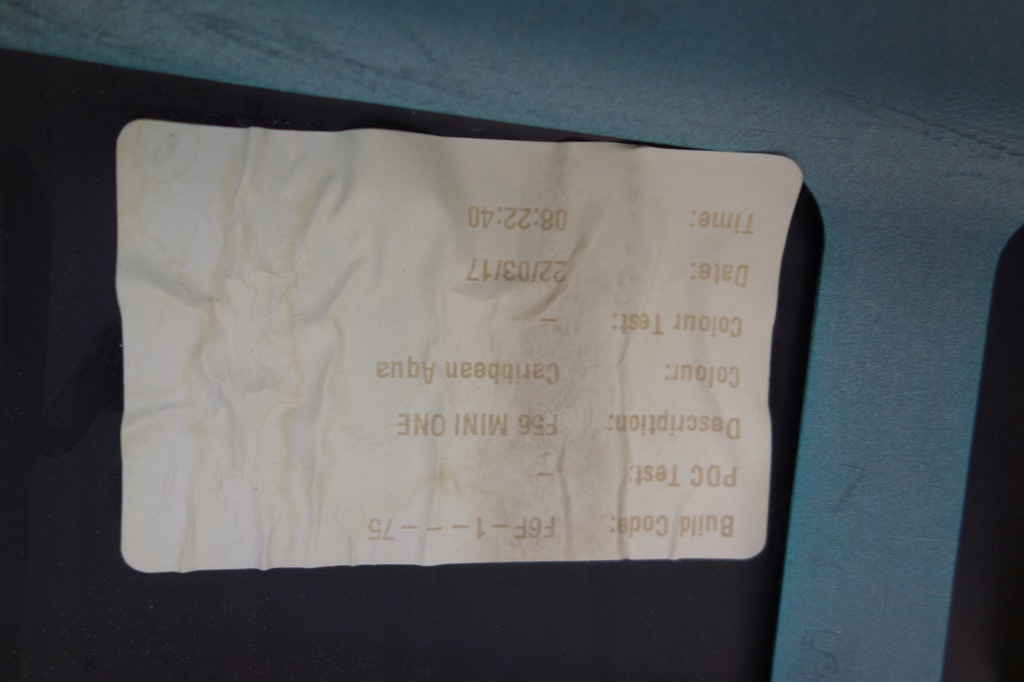 Build Code: F6F-1---75
PDC Test: -
Description: F56 MINI ONE
Colour: Caribbean Aqua
Colour Test: -
Date: 22/03/17
Time: 08:22:40